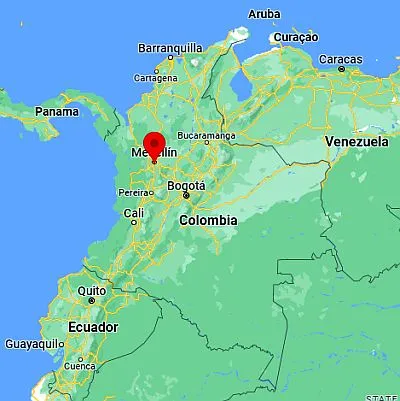 Aruba
Curaçao
Barranquilla
Caracas
Cartagena
Panama
Bucaramanga
Venezuela
Medellín
Pereira
Bogotá
Cali
Colombia
Quito
Ecuador
Guayaquil
Cuenca
STATE